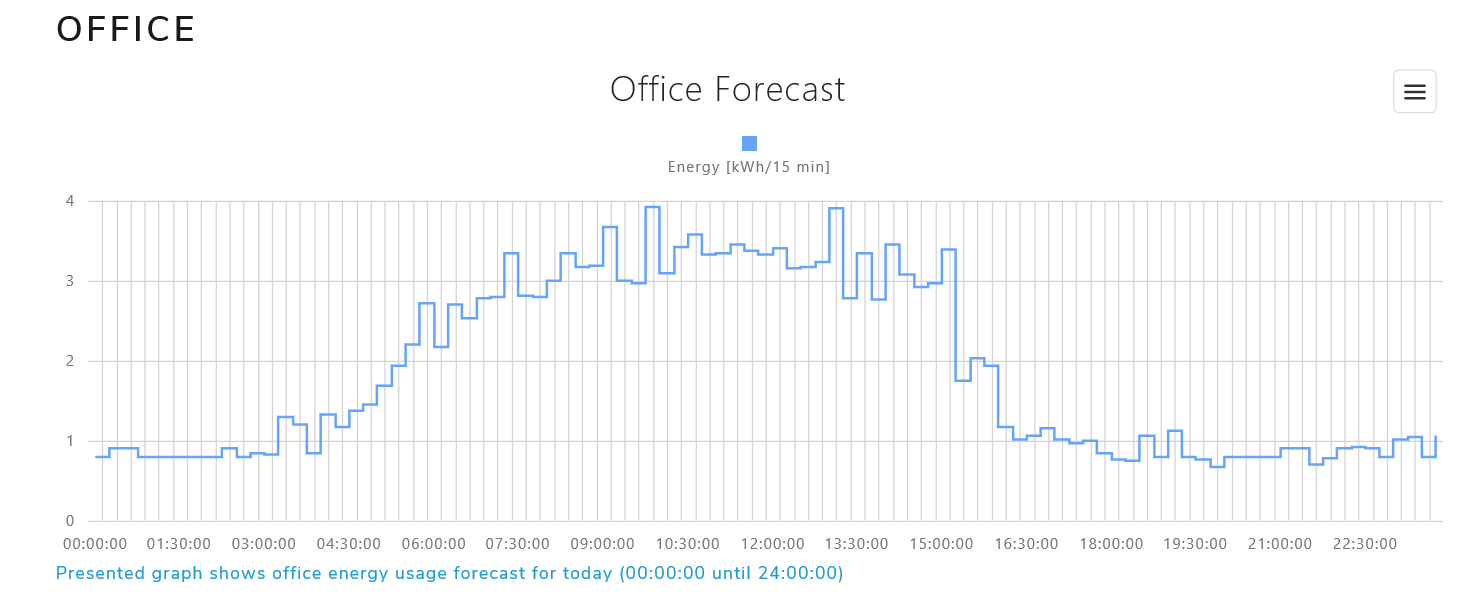 OFFICE
Office Forecast
Energy [kWh/15 min]
4
3
2
1
0
00:00:00 01:30:00 03:00:00 04:30:00 06:00:00 07:30:00 09:00:00 10:30:00 12:00:00 13:30:00 15:00:00 16:30:00 18:00:00 19:30:00 21:00:00 22:30:00
Presented graph shows office energy usage forecast for today (00:00:00 until 24:00:00)